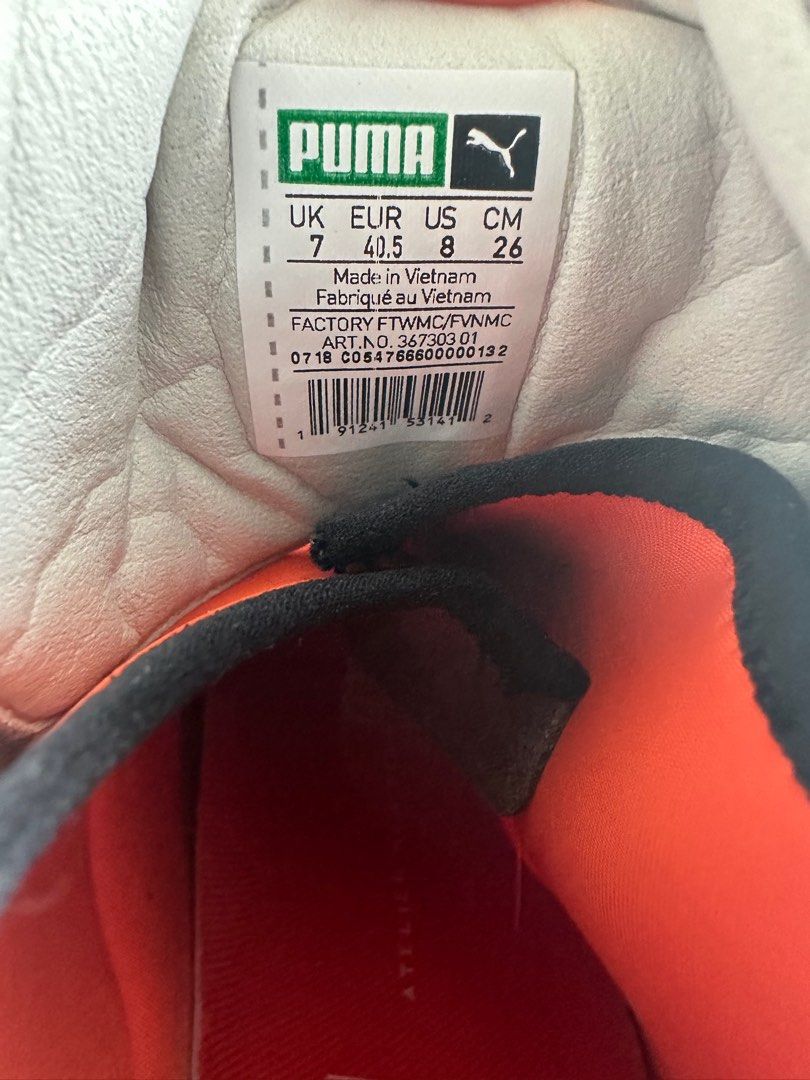 PUMA
UK EUR US CM
7 40.5 8 26
Made in Vietnam
Fabriqué au Vietnam
FACTORY FTWMC/FVNMC
ART.NO. 367303 01
0718 C054766600000132
1 91241 53141 2